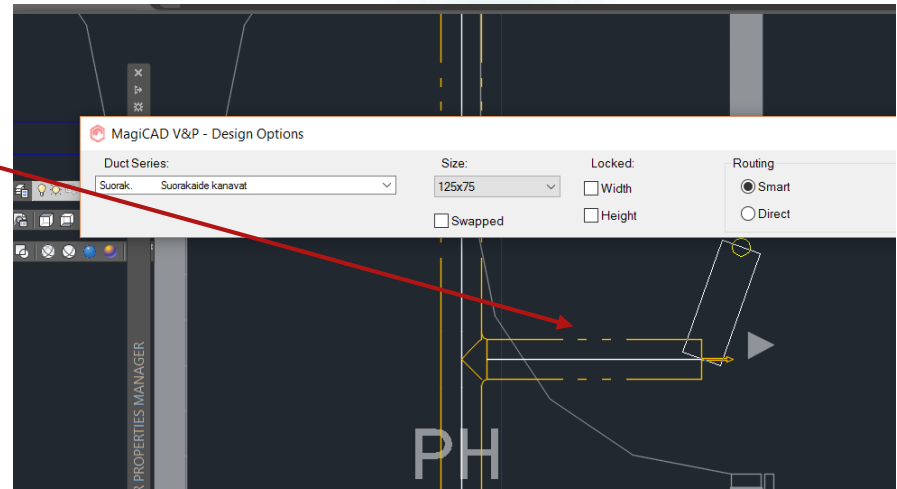 MagiCAD V&P - Design Options
Duct Series:
Size:
Locked:
Routing
Suorak. Suorakaide kanavat
125x75
Width
Smart
Swapped
Height
Direct
PROPERTIES MANAGER
PH